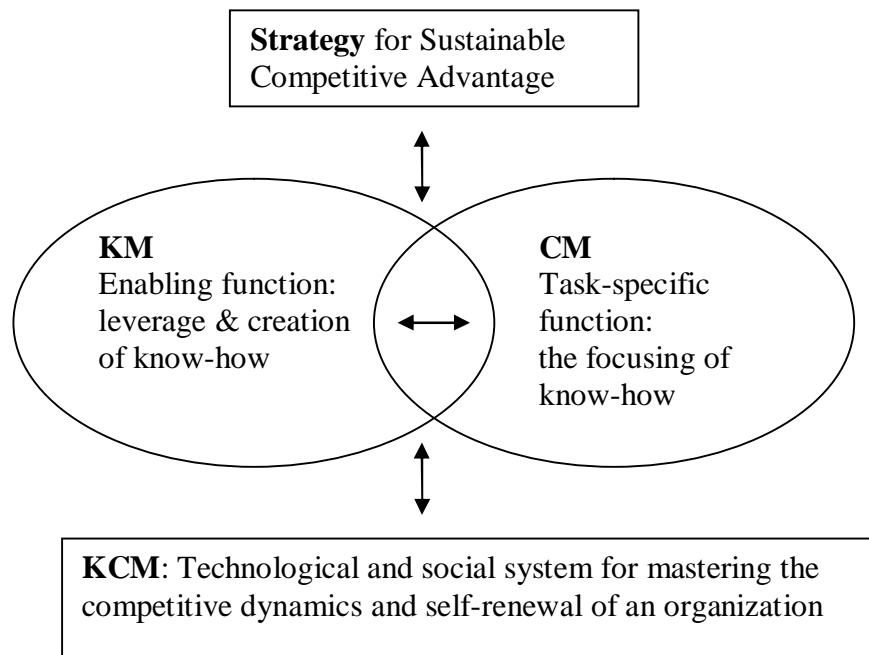 Strategy for Sustainable
Competitive Advantage
KM
Enabling function:
leverage & creation
of know-how
CM
Task-specific
function:
the focusing of
know-how
KCM: Technological and social system for mastering the
competitive dynamics and self-renewal of an organization